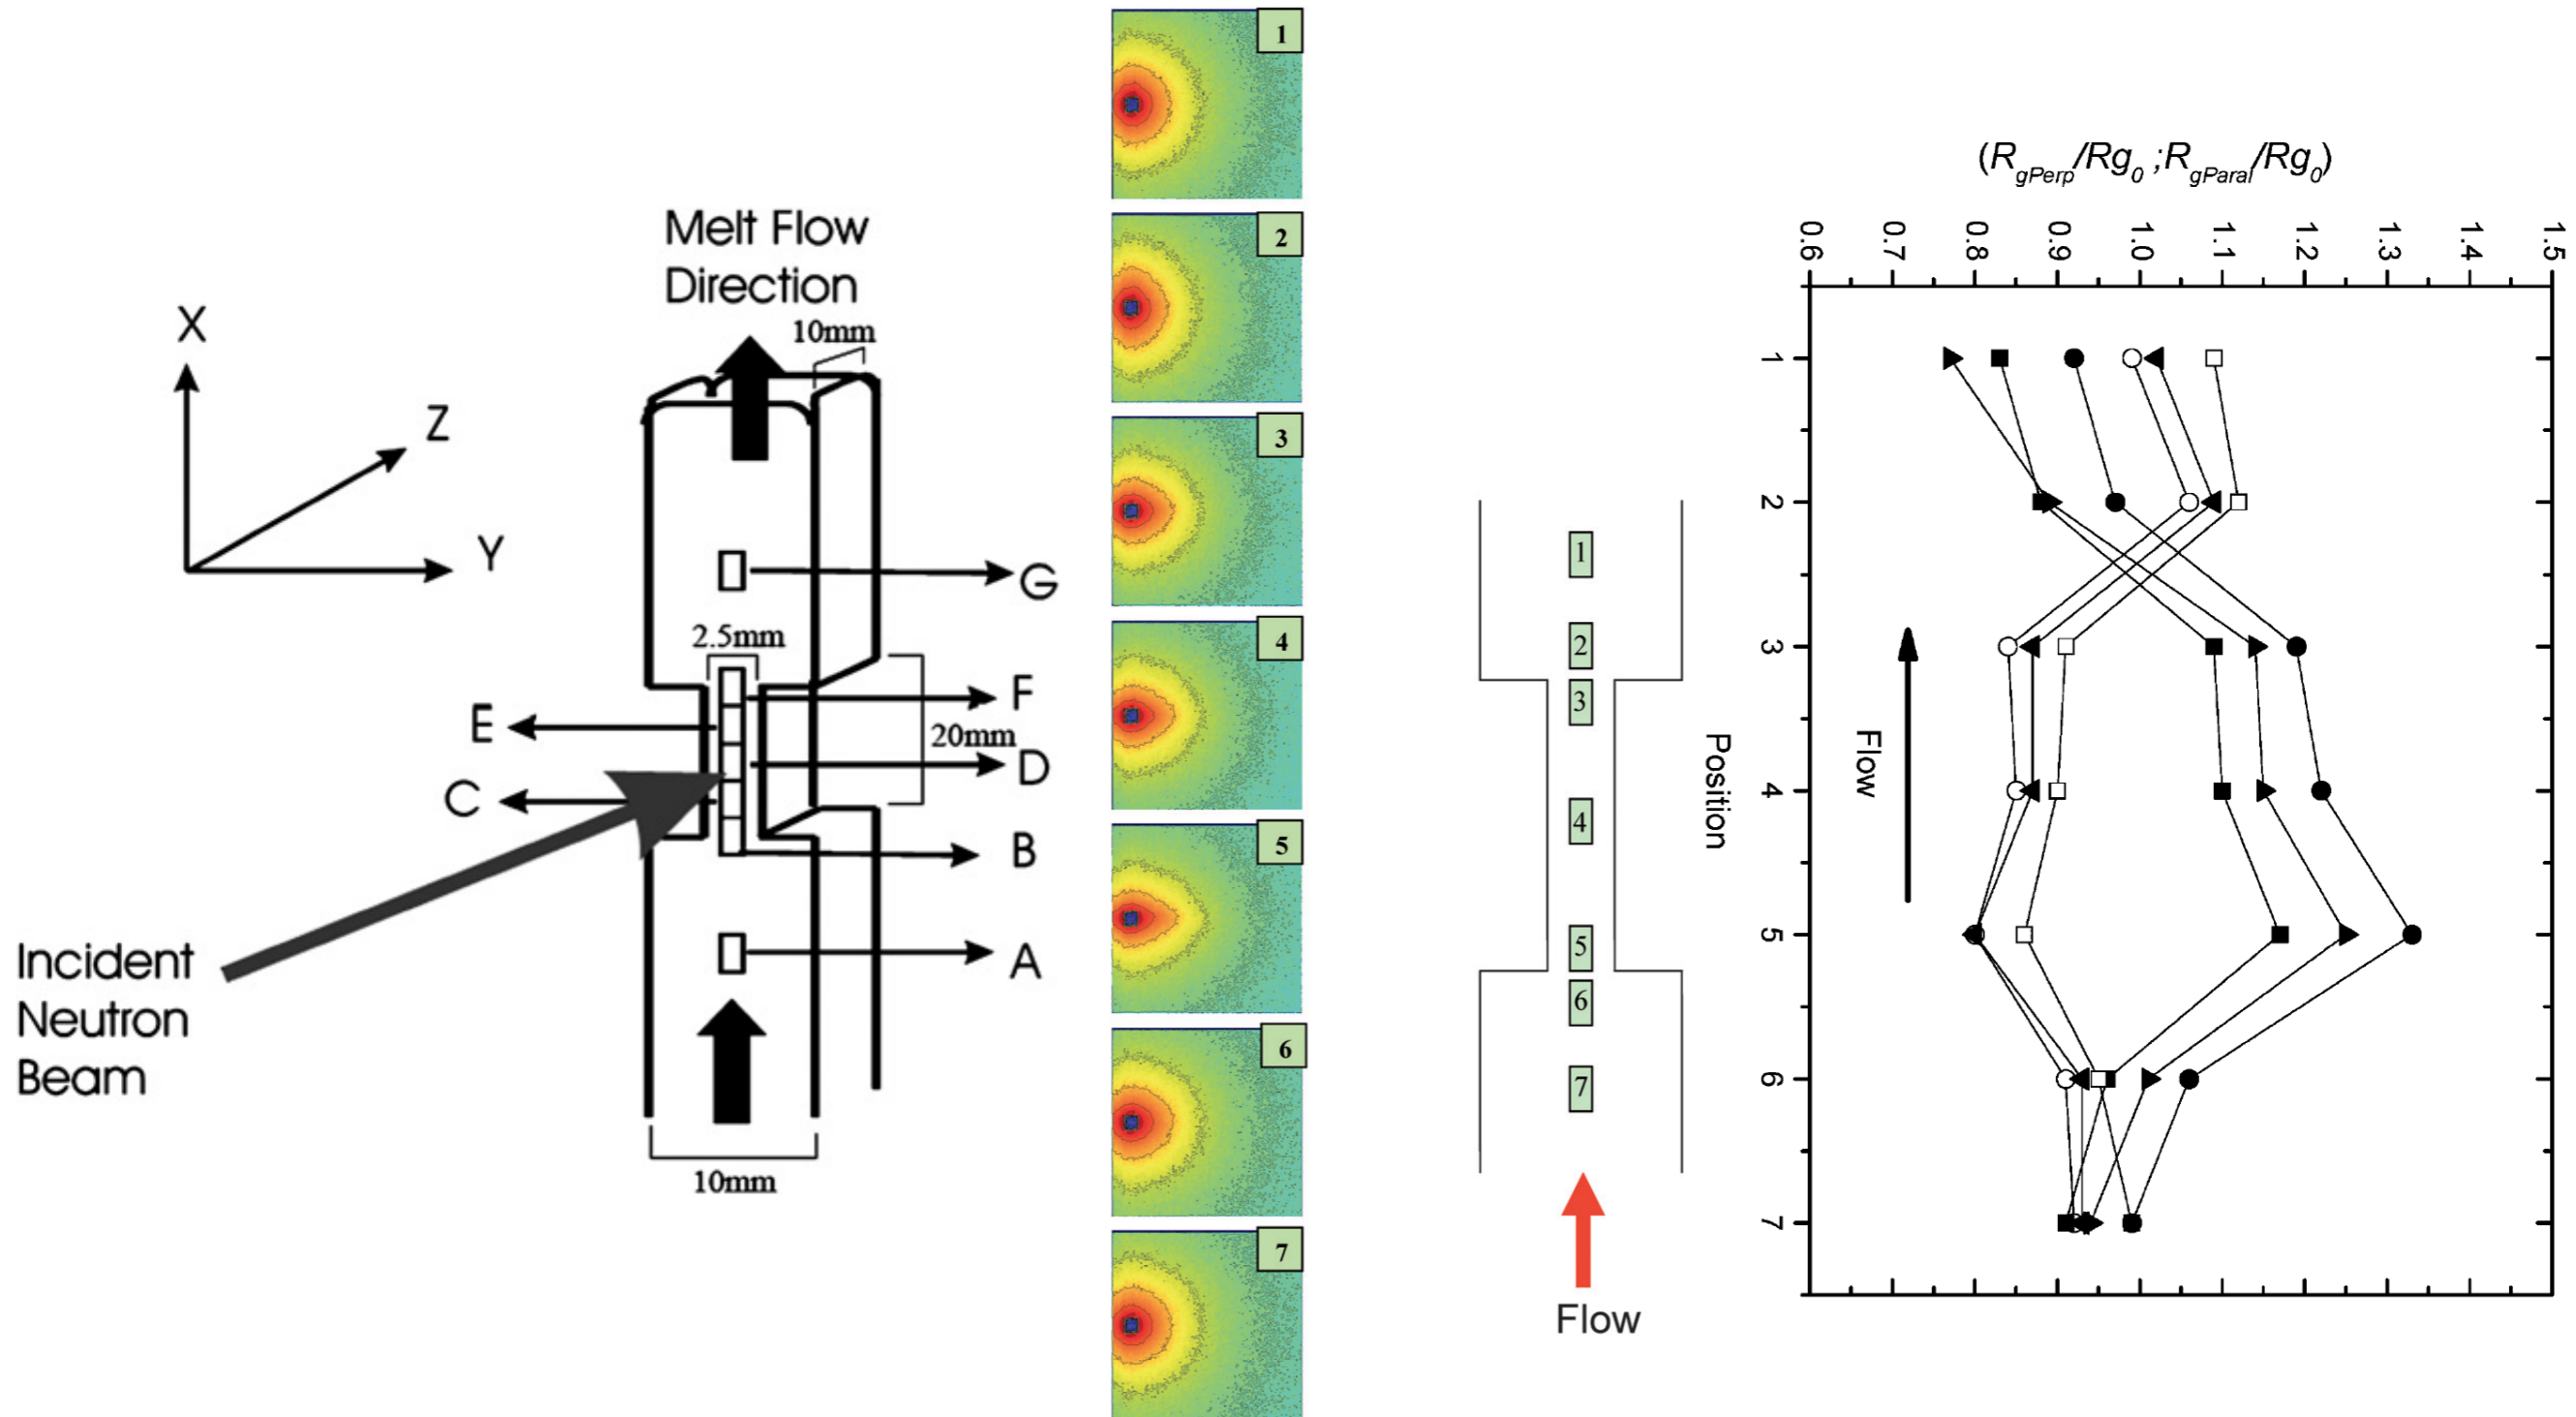 Melt Flow
Direction
10mm
X
Z
Y
G
2.5mm
F
E
20mm
D
C
B
A
Incident
Neutron
Beam
10mm
1
2
3
4
5
6
7
1
2
3
4
5
6
7
Flow
(RgPerp/Rg0 ;RgParal/Rg0)
0.6
0.7
0.8
0.9
1.0
1.1
1.2
1.3
1.4
1.5
1
2
3
4
5
6
7
Position
Flow